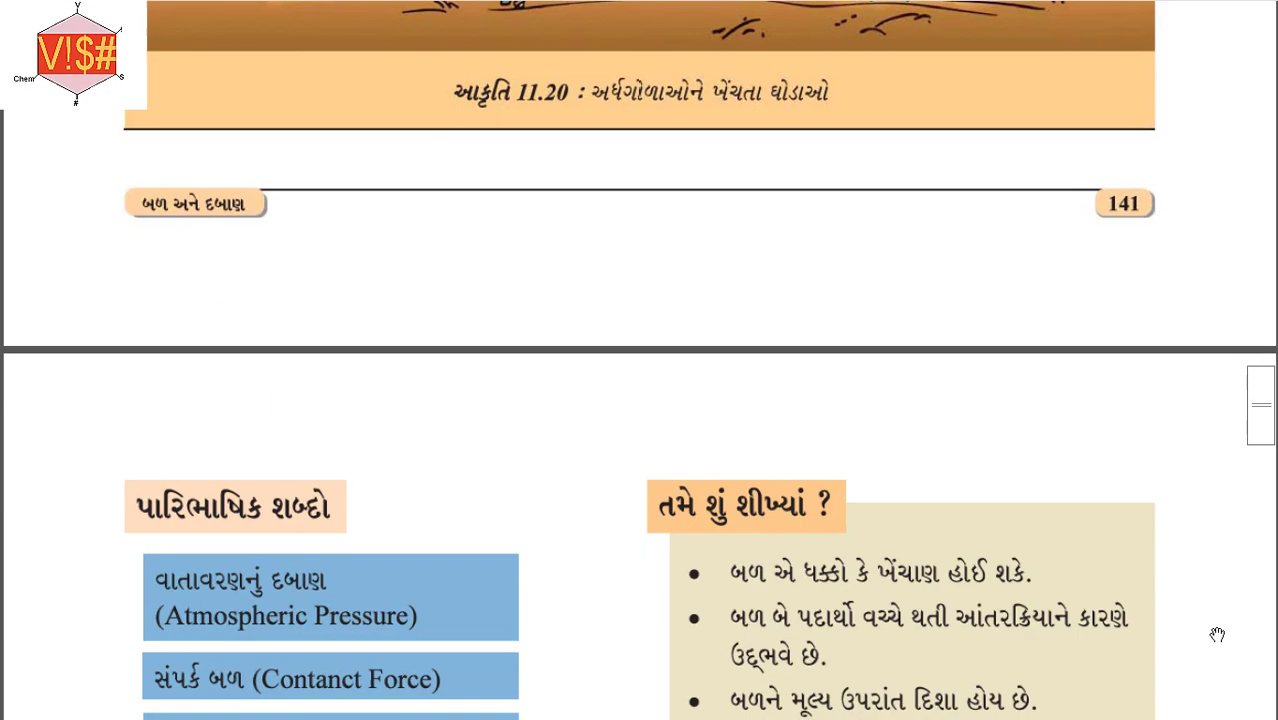 Y
V!$#
Chem
S
#
આકૃતિ 11.20 : અર્ધગોળાઓને ખેંચતા ઘોડાઓ
બળ અને દબાણ
141
પારિભાષિક શબ્દો
વાતાવરણનું દબાણ
(Atmospheric Pressure)
સંપર્ક બળ (Contanct Force)
તમે શું શીખ્યાં ?
• બળ એ ધક્કો કે ખેંચાણ હોઈ શકે.
• બળ બે પદાર્થો વચ્ચે થતી આંતરક્રિયાને કારણે
ઉદ્ભવે છે.
• બળને મૂલ્ય ઉપરાંત દિશા હોય છે.